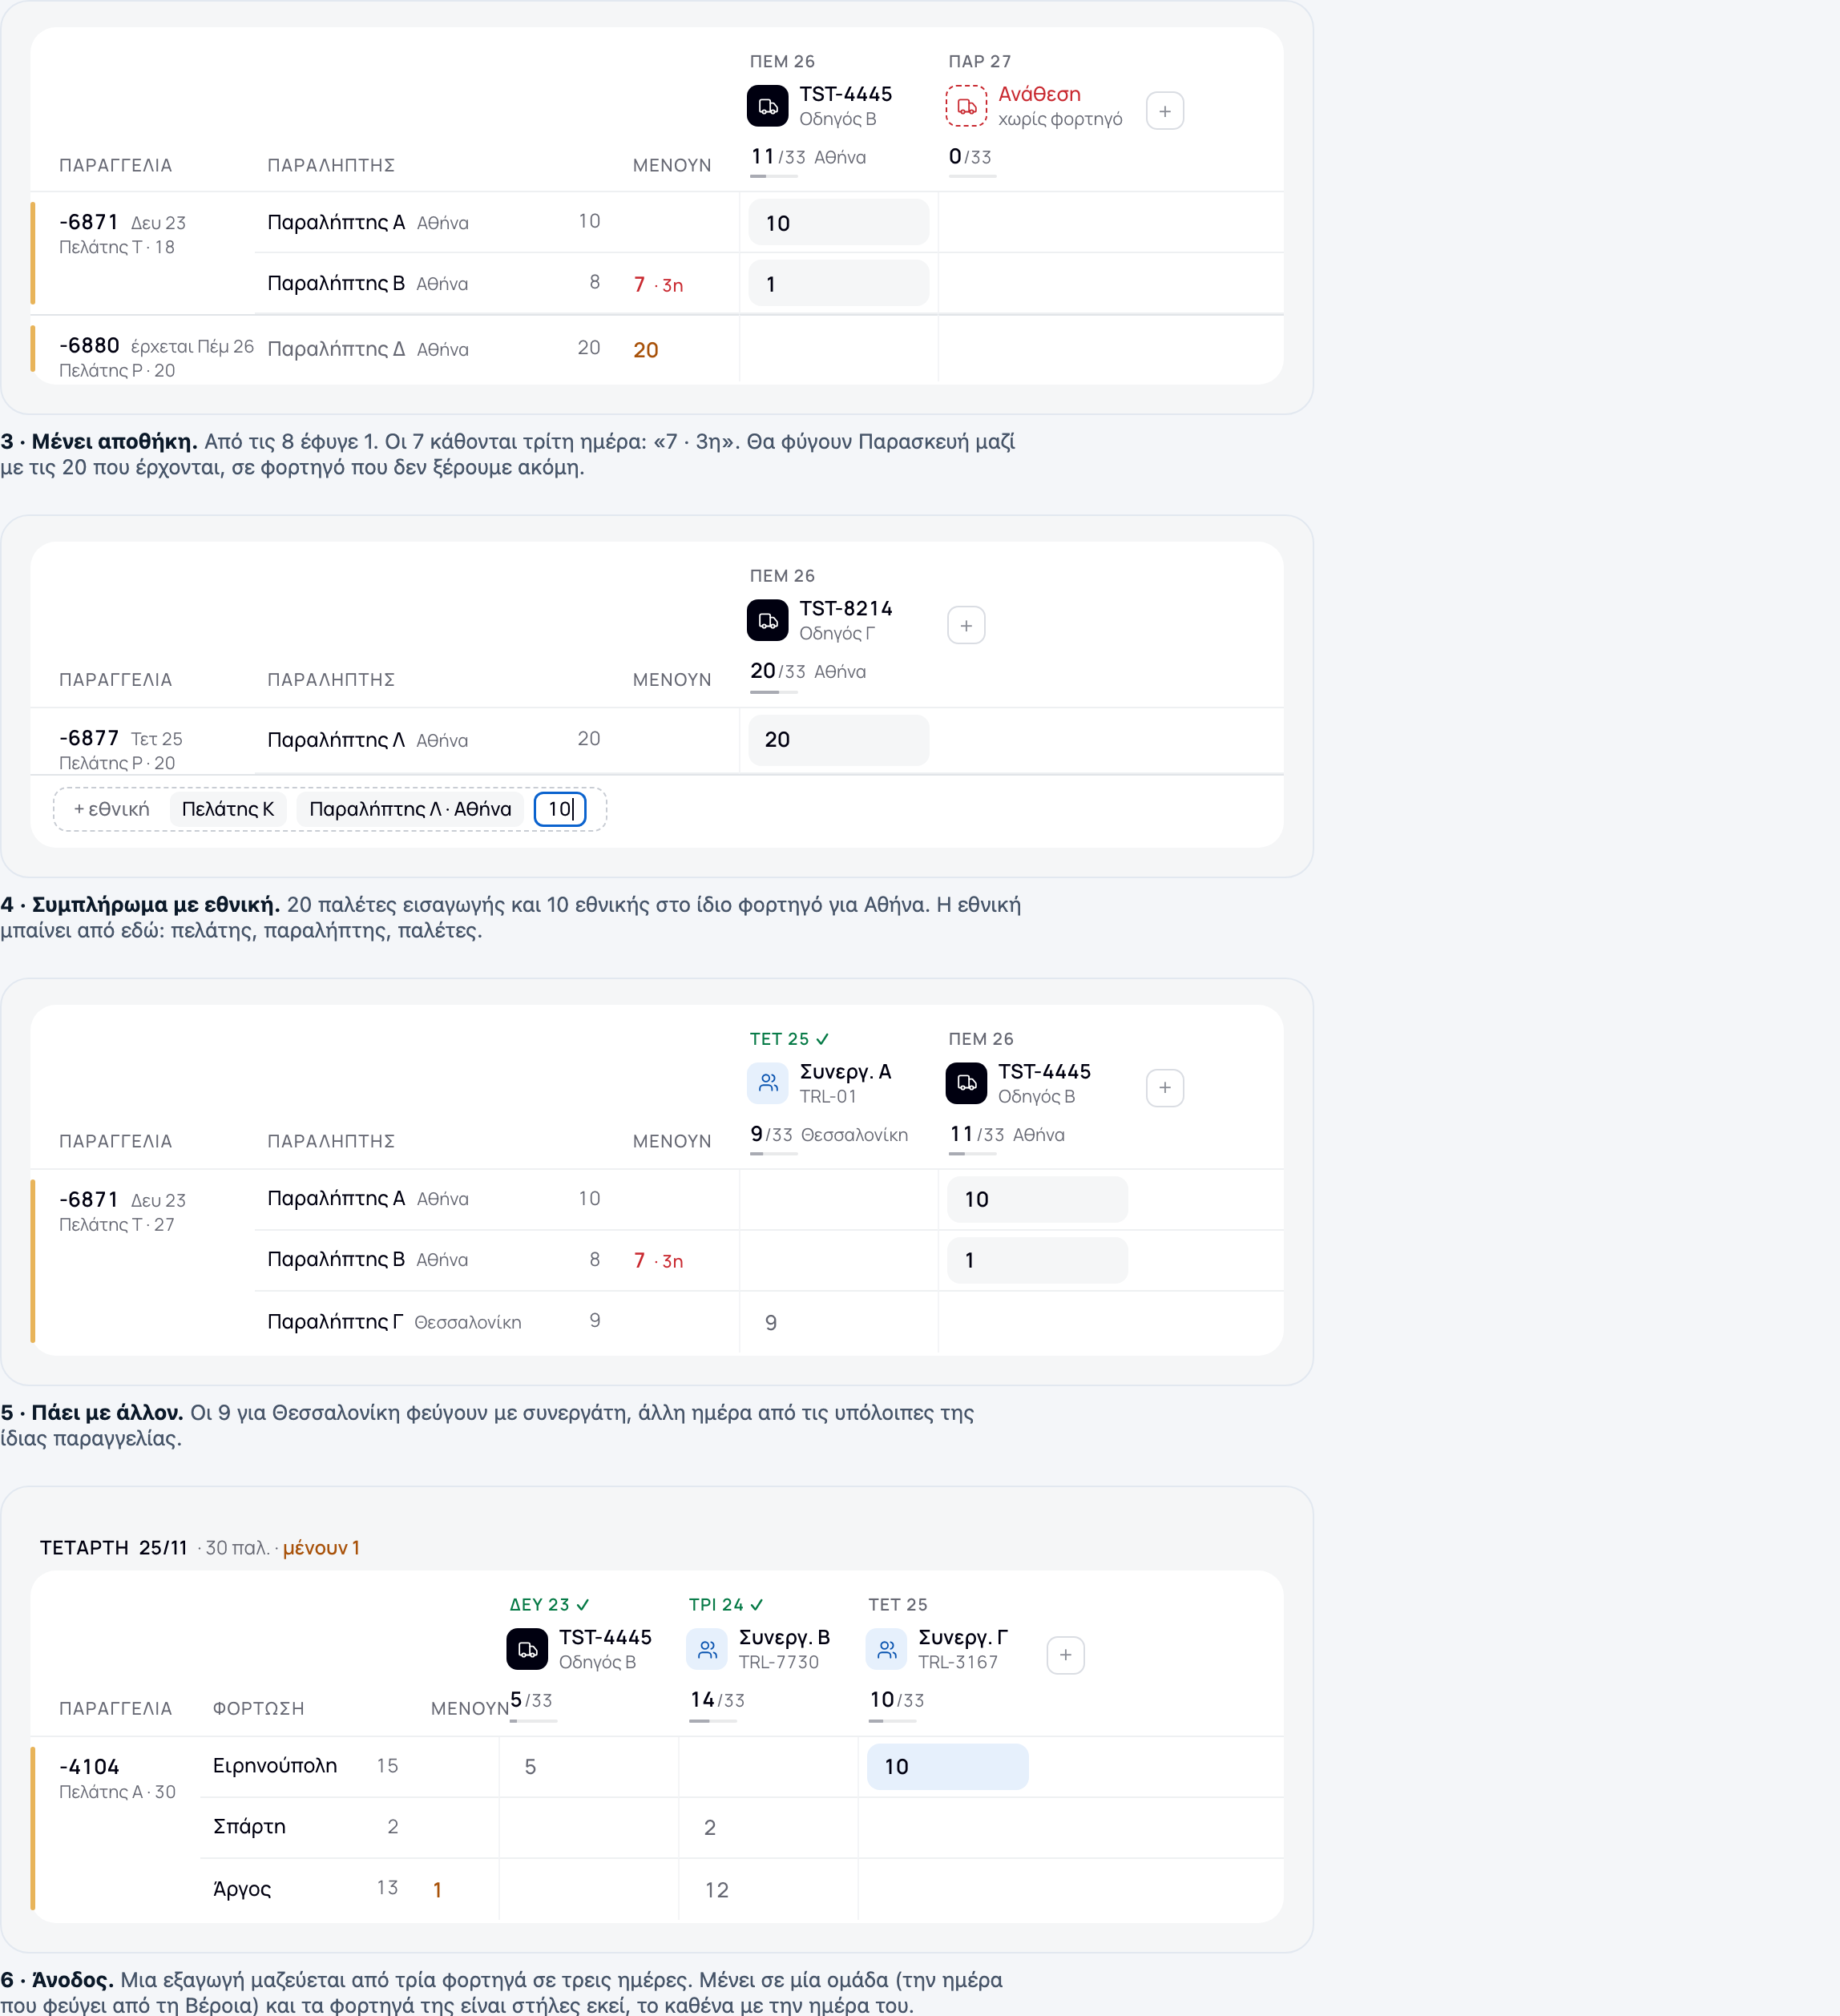 ΠΕΜ 26 ΠΑΡ 27
TST-4445 Ανάθεση
Οδηγός Β χωρίς φορτηγό +
ΠΑΡΑΓΓΕΛΙΑ ΠΑΡΑΛΗΠΤΗΣ ΜΕΝΟΥΝ 11/33 Αθήνα 0/33
-6871 Δευ 23 Παραλήπτης Α Αθήνα 10 10
Πελάτης Τ · 18
Παραλήπτης Β Αθήνα 8 7 · 3η 1
-6880 έρχεται Πέμ 26 Παραλήπτης Δ Αθήνα 20 20
Πελάτης Ρ · 20
3 · Μένει αποθήκη. Από τις 8 έφυγε 1. Οι 7 κάθονται τρίτη ημέρα: «7 · 3η». Θα φύγουν Παρασκευή μαζί
με τις 20 που έρχονται, σε φορτηγό που δεν ξέρουμε ακόμη.
ΠΕΜ 26
TST-8214
Οδηγός Γ +
ΠΑΡΑΓΓΕΛΙΑ ΠΑΡΑΛΗΠΤΗΣ ΜΕΝΟΥΝ 20/33 Αθήνα
-6877 Τετ 25 Παραλήπτης Λ Αθήνα 20 20
Πελάτης Ρ · 20
+ εθνική Πελάτης Κ Παραλήπτης Λ · Αθήνα 10
4 · Συμπλήρωμα με εθνική. 20 παλέτες εισαγωγής και 10 εθνικής στο ίδιο φορτηγό για Αθήνα. Η εθνική
μπαίνει από εδώ: πελάτης, παραλήπτης, παλέτες.
ΤΕΤ 25 ✓ ΠΕΜ 26
Συνεργ. Α TST-4445
TRL-01 Οδηγός Β +
ΠΑΡΑΓΓΕΛΙΑ ΠΑΡΑΛΗΠΤΗΣ ΜΕΝΟΥΝ 9/33 Θεσσαλονίκη 11/33 Αθήνα
-6871 Δευ 23 Παραλήπτης Α Αθήνα 10 10
Πελάτης Τ · 27
Παραλήπτης Β Αθήνα 8 7 · 3η 1
Παραλήπτης Γ Θεσσαλονίκη 9 9
5 · Πάει με άλλον. Οι 9 για Θεσσαλονίκη φεύγουν με συνεργάτη, άλλη ημέρα από τις υπόλοιπες της
ίδιας παραγγελίας.
ΤΕΤΑΡΤΗ 25/11 · 30 παλ. · μένουν 1
ΔΕΥ 23 ✓ ΤΡΙ 24 ✓ ΤΕΤ 25
TST-4445 Συνεργ. Β Συνεργ. Γ
Οδηγός Β TRL-7730 TRL-3167 +
ΠΑΡΑΓΓΕΛΙΑ ΦΟΡΤΩΣΗ ΜΕΝΟΥΝ 5/33 14/33 10/33
-4104 Ειρηνούπολη 15 5 10
Πελάτης Α · 30
Σπάρτη 2 2
Άργος 13 1 12
6 · Άνοδος. Μια εξαγωγή μαζεύεται από τρία φορτηγά σε τρεις ημέρες. Μένει σε μία ομάδα (την ημέρα
που φεύγει από τη Βέροια) και τα φορτηγά της είναι στήλες εκεί, το καθένα με την ημέρα του.